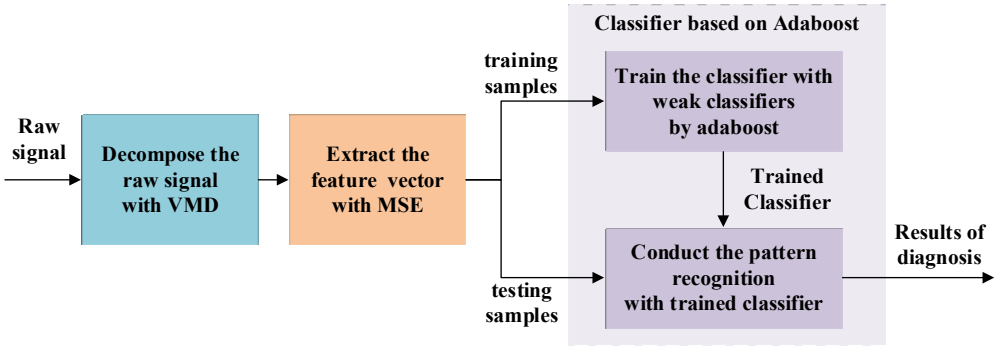 Raw
signal
Decompose the
raw signal
with VMD
Extract the
feature vector
with MSE
training
samples
testing
samples
Classifier based on Adaboost
Train the classifier with
weak classifiers
by adaboost
Trained
Classifier
Conduct the pattern
recognition
with trained classifier
Results of
diagnosis